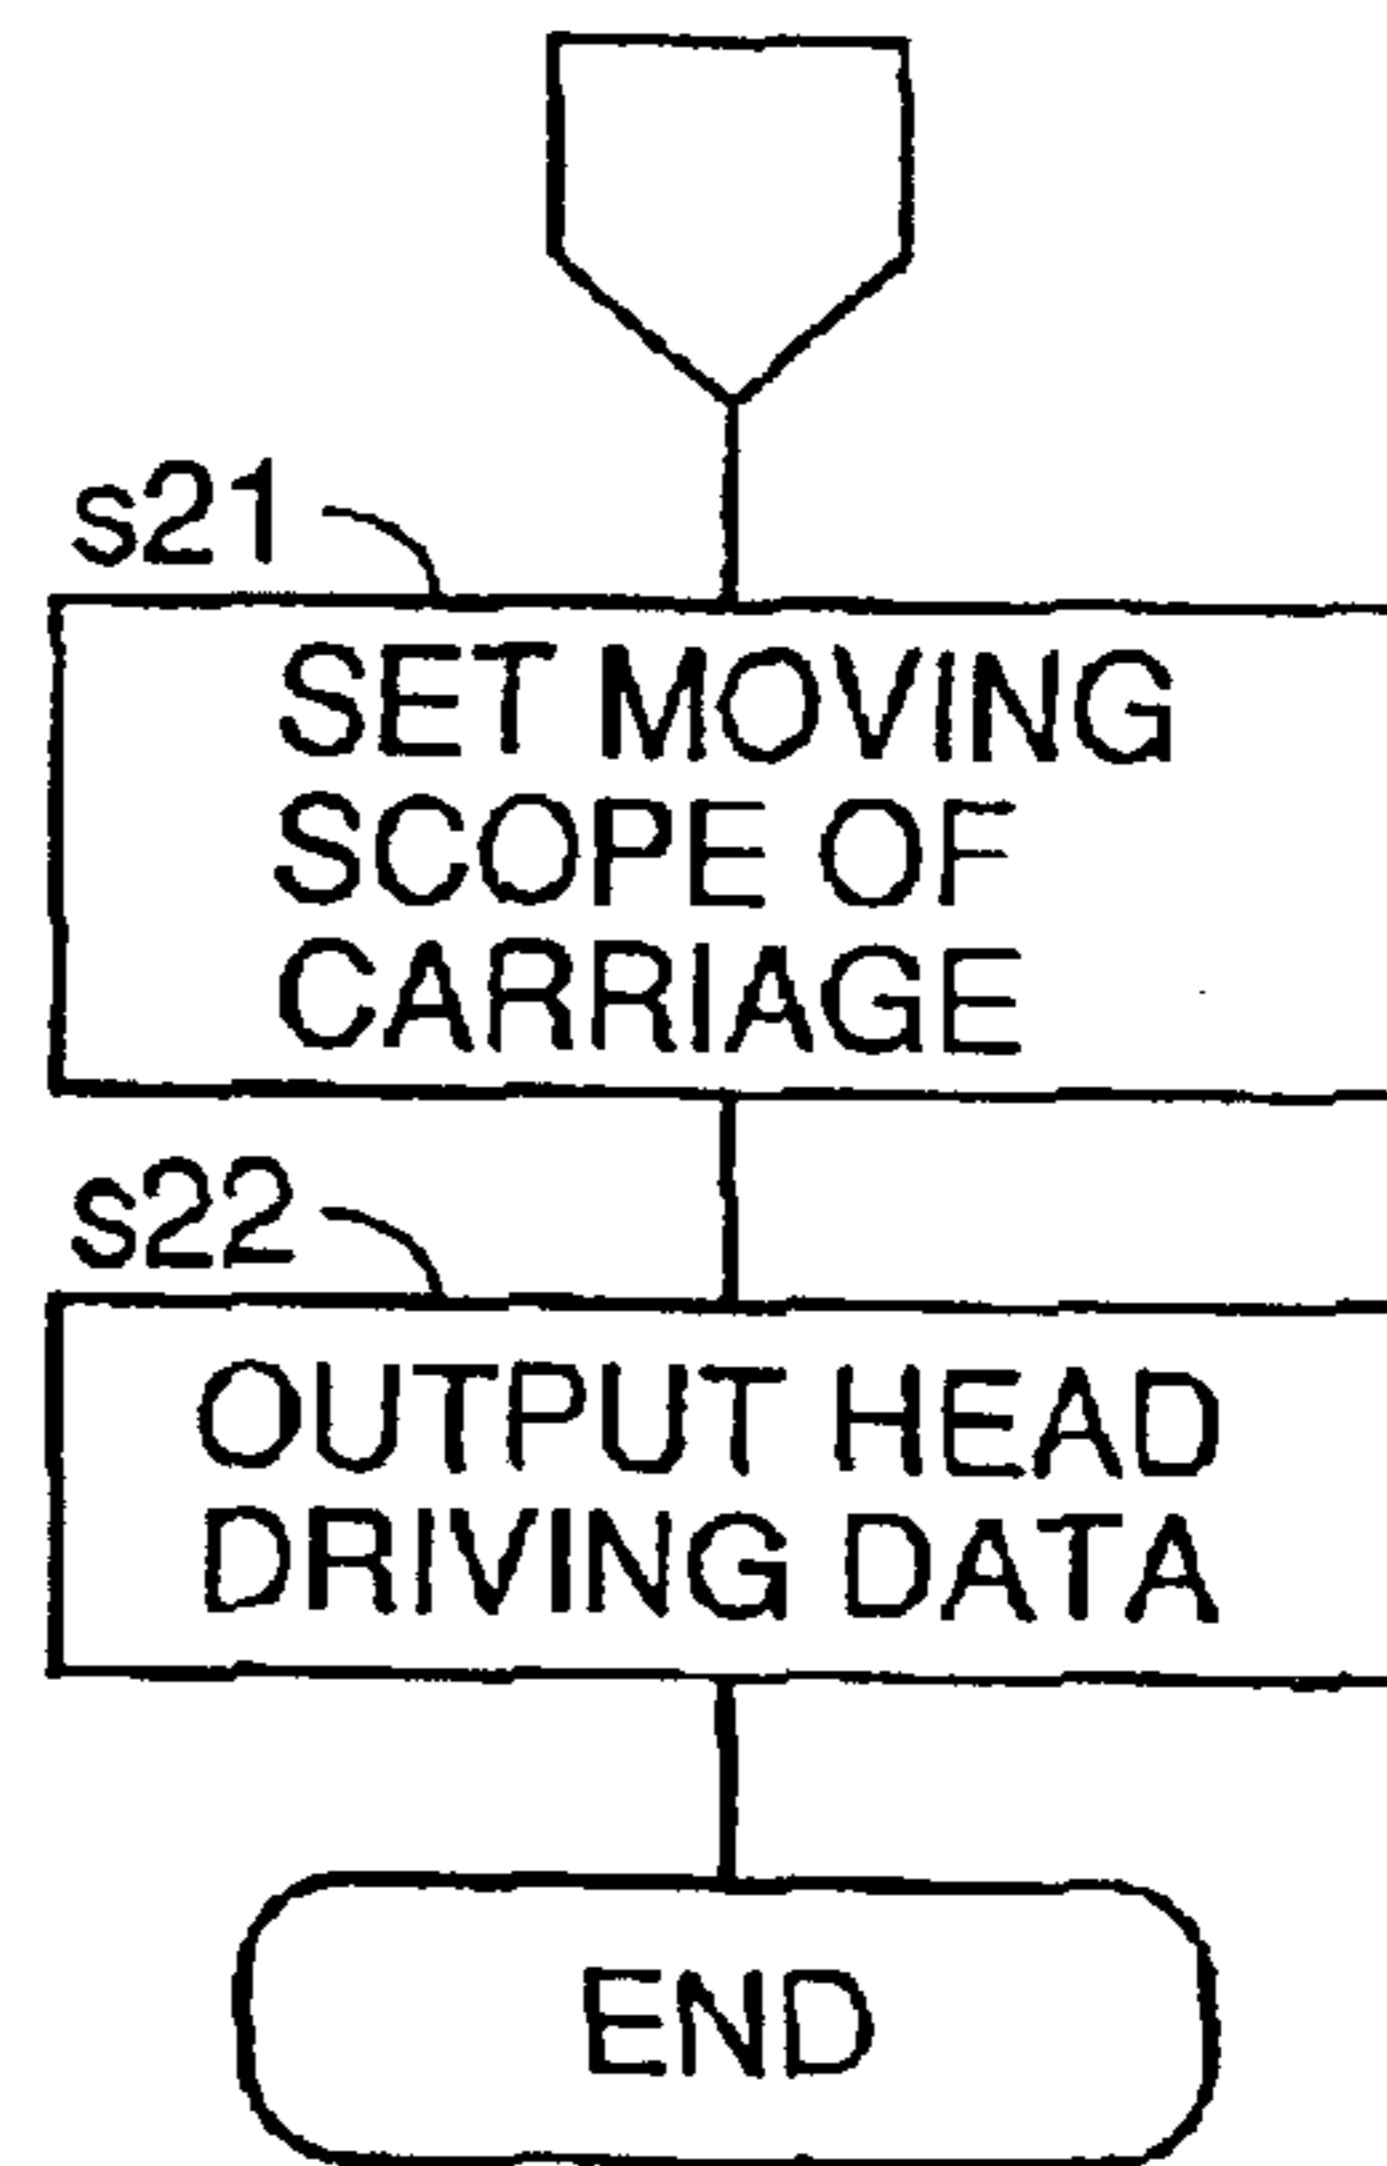 s21
SET MOVING
SCOPE OF
CARRIAGE
s22
OUTPUT HEAD
DRIVING DATA
END